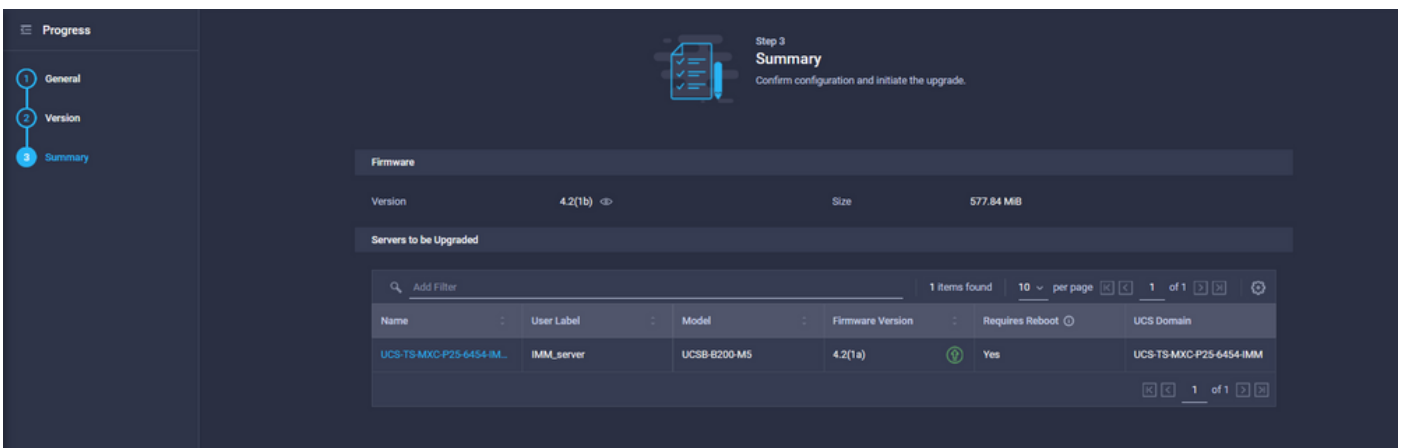 Progress
1 General
2 Version
3 Summary
Step 3
Summary
Confirm configuration and initiate the upgrade.
Firmware
Version 4.2(1b) Size 577.84 MiB
Servers to be Upgraded
Add Filter 1 items found 10 per page 1 of 1
Name User Label Model Firmware Version Requires Reboot UCS Domain
UCS-TS-MXC-P25-6454-IM... IMM_server UCSB-B200-M5 4.2(1a) Yes UCS-TS-MXC-P25-6454-IMM
1 of 1